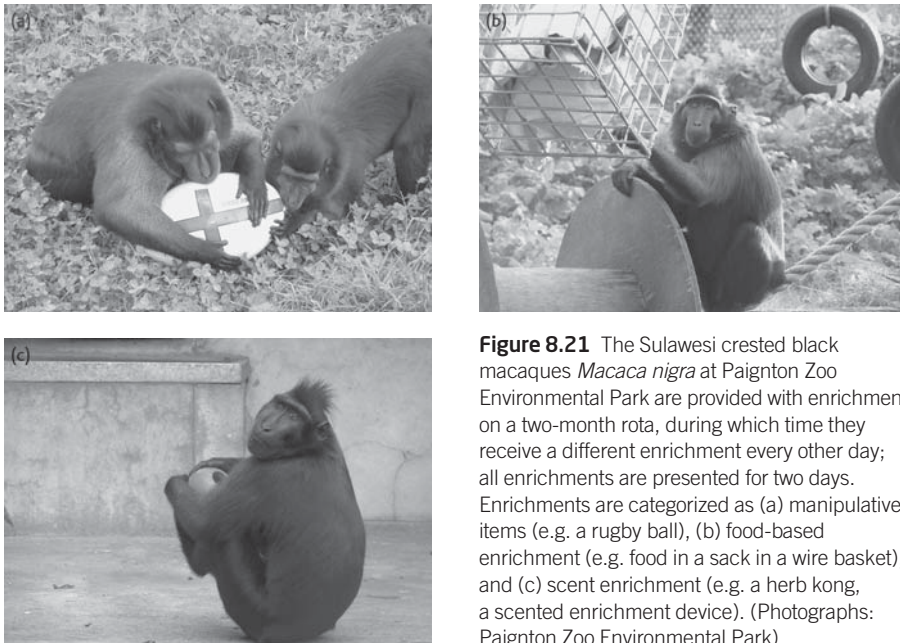 (a)
(b)
(c)
Figure 8.21 The Sulawesi crested black
macaques Macaca nigra at Paignton Zoo
Environmental Park are provided with enrichmen
on a two-month rota, during which time they
receive a different enrichment every other day;
all enrichments are presented for two days.
Enrichments are categorized as (a) manipulative
items (e.g. a rugby ball), (b) food-based
enrichment (e.g. food in a sack in a wire basket)
and (c) scent enrichment (e.g. a herb kong,
a scented enrichment device). (Photographs:
Paignton Zoo Environmental Park)